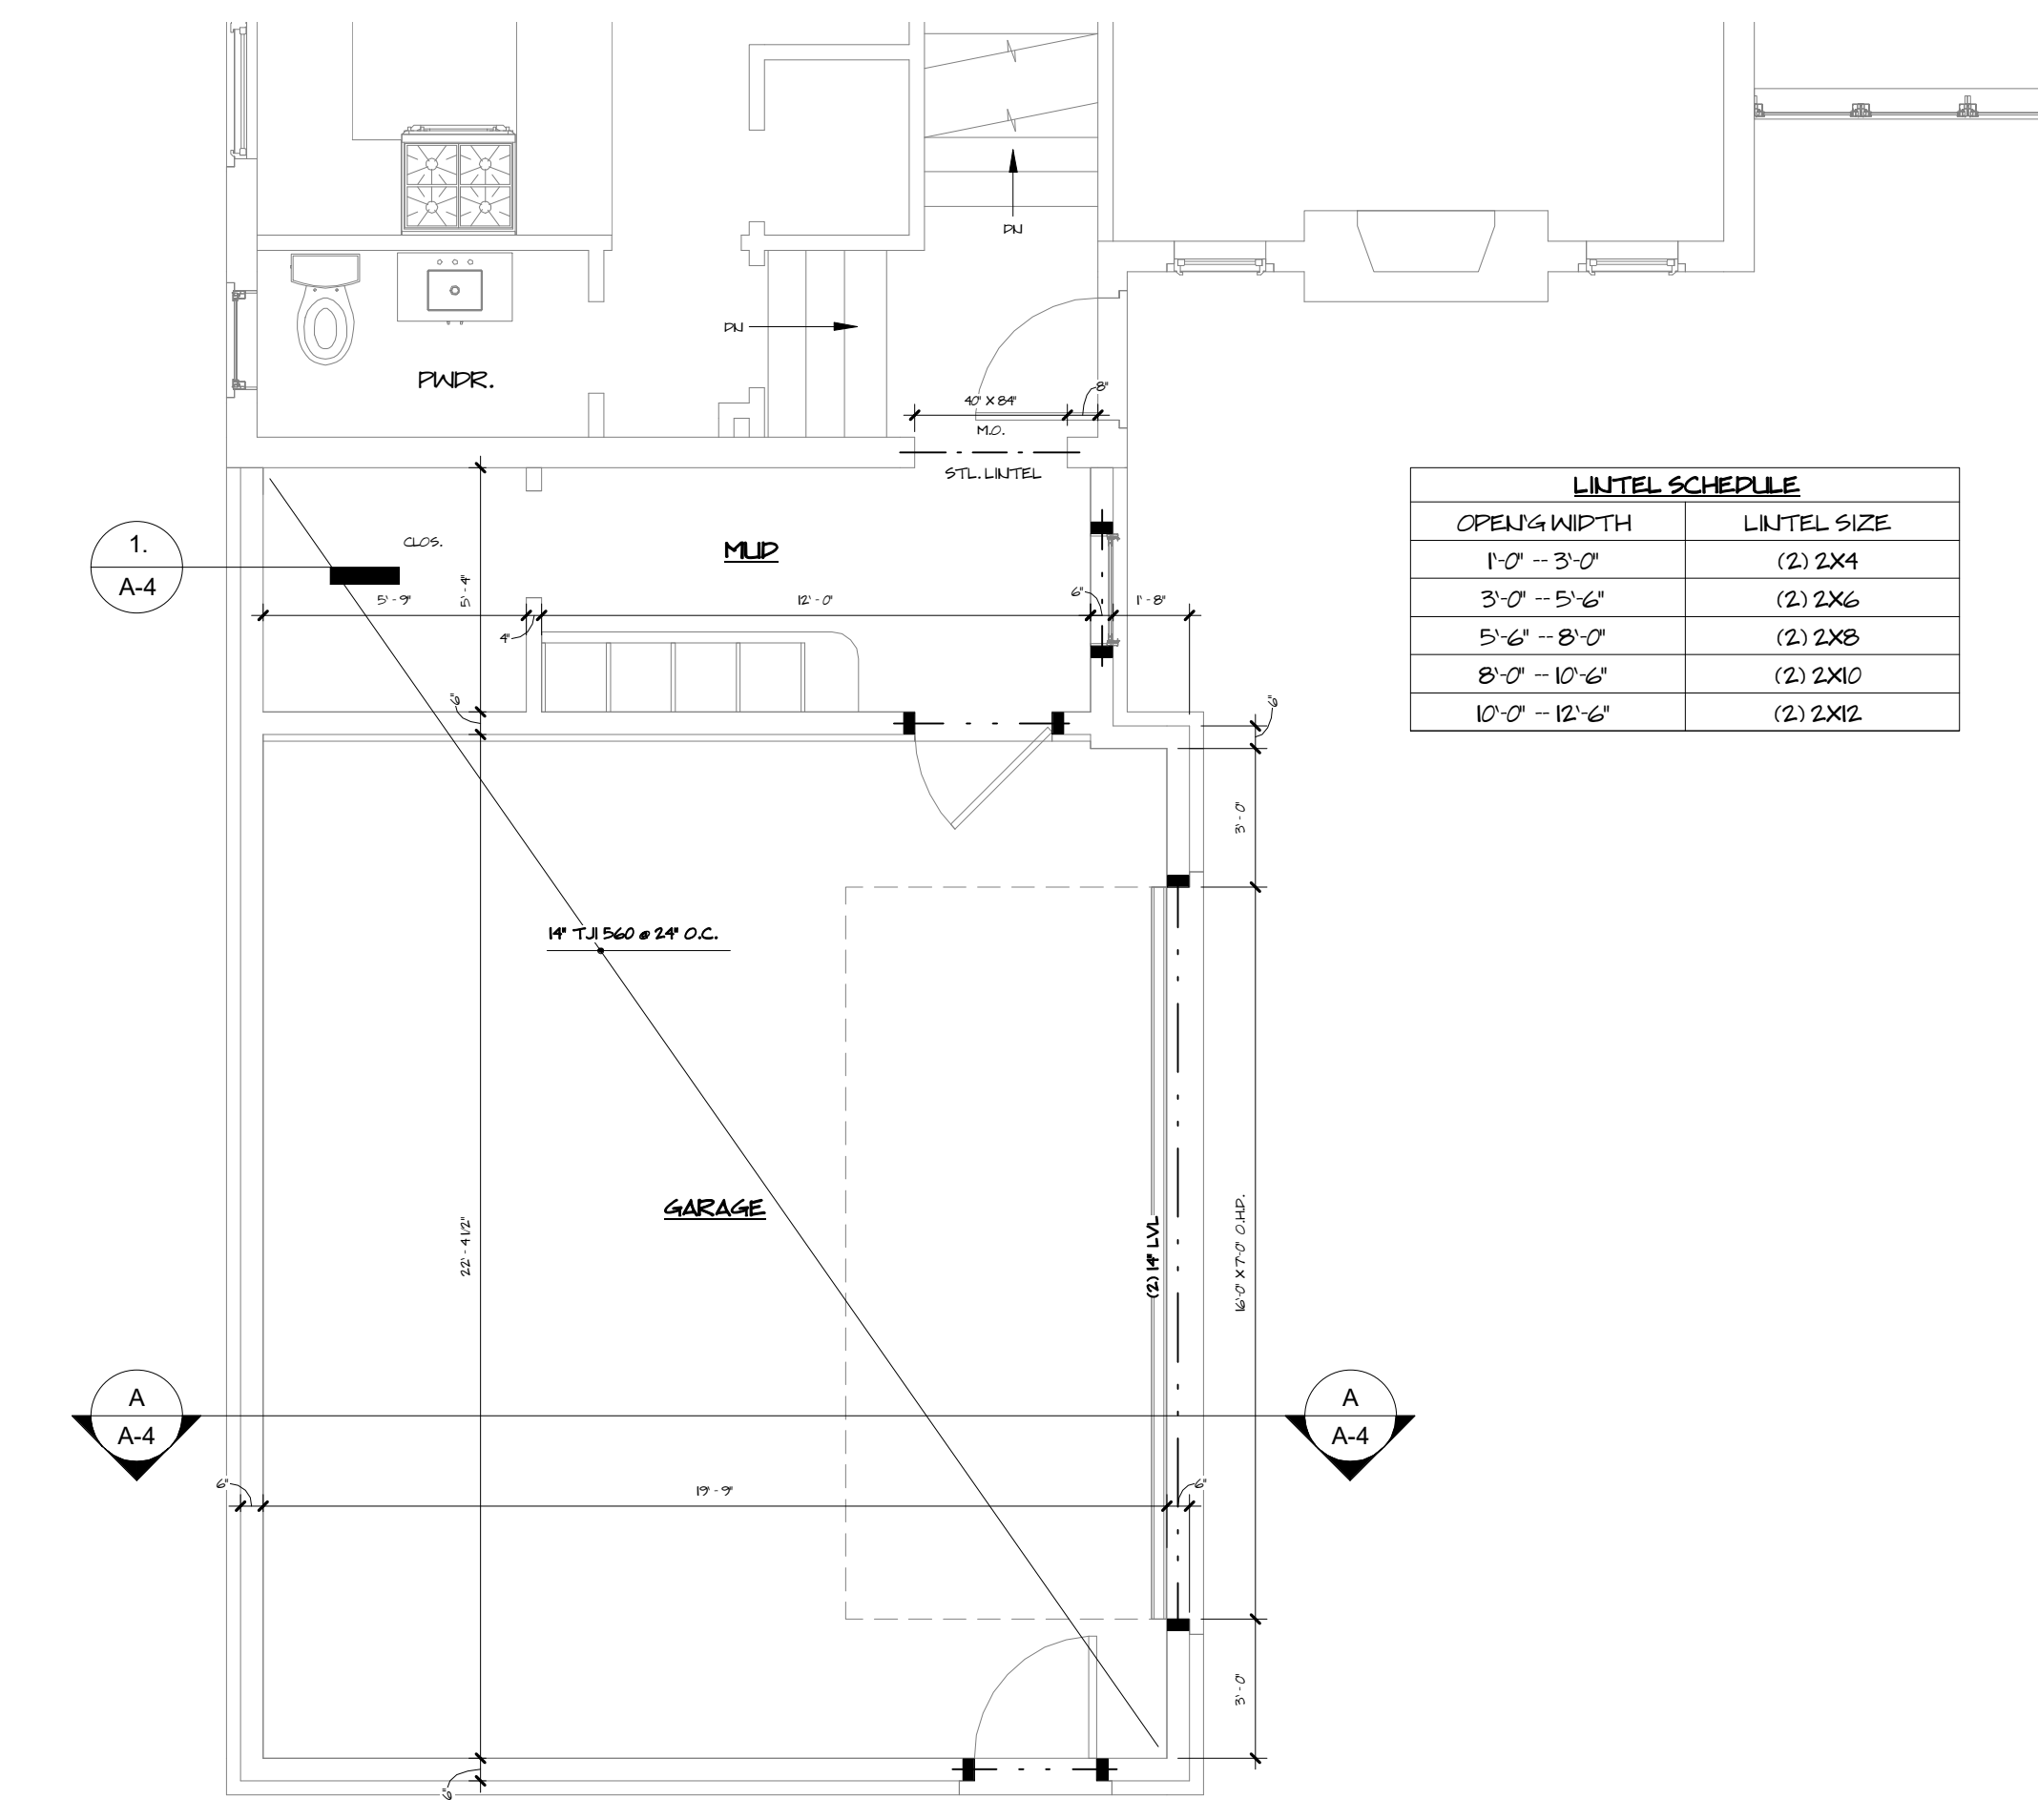 DN
DN
PWDR.
8"
40" X 84"
M.O.
STL. LINTEL
LINTEL SCHEDULE
OPEN'G WIDTH LINTEL SIZE
1'-0" -- 3'-0" (2) 2X4
3'-0" -- 5'-6" (2) 2X6
5'-6" -- 8'-0" (2) 2X8
8'-0" -- 10'-6" (2) 2X10
10'-0" -- 12'-6" (2) 2X12
1.
A-4
CLOS.
MUD
5' - 4"
5' - 9"
12' - 0"
6"
1' - 8"
4"
6"
6"
3' - 0"
14" TJI 560 @ 24" O.C.
GARAGE
22' - 4 1/2"
(2) 14" LVL
16'-0" X 7'-0" O.H.D.
A
A-4
A
A-4
6"
19' - 9"
6"
3' - 0"
6"